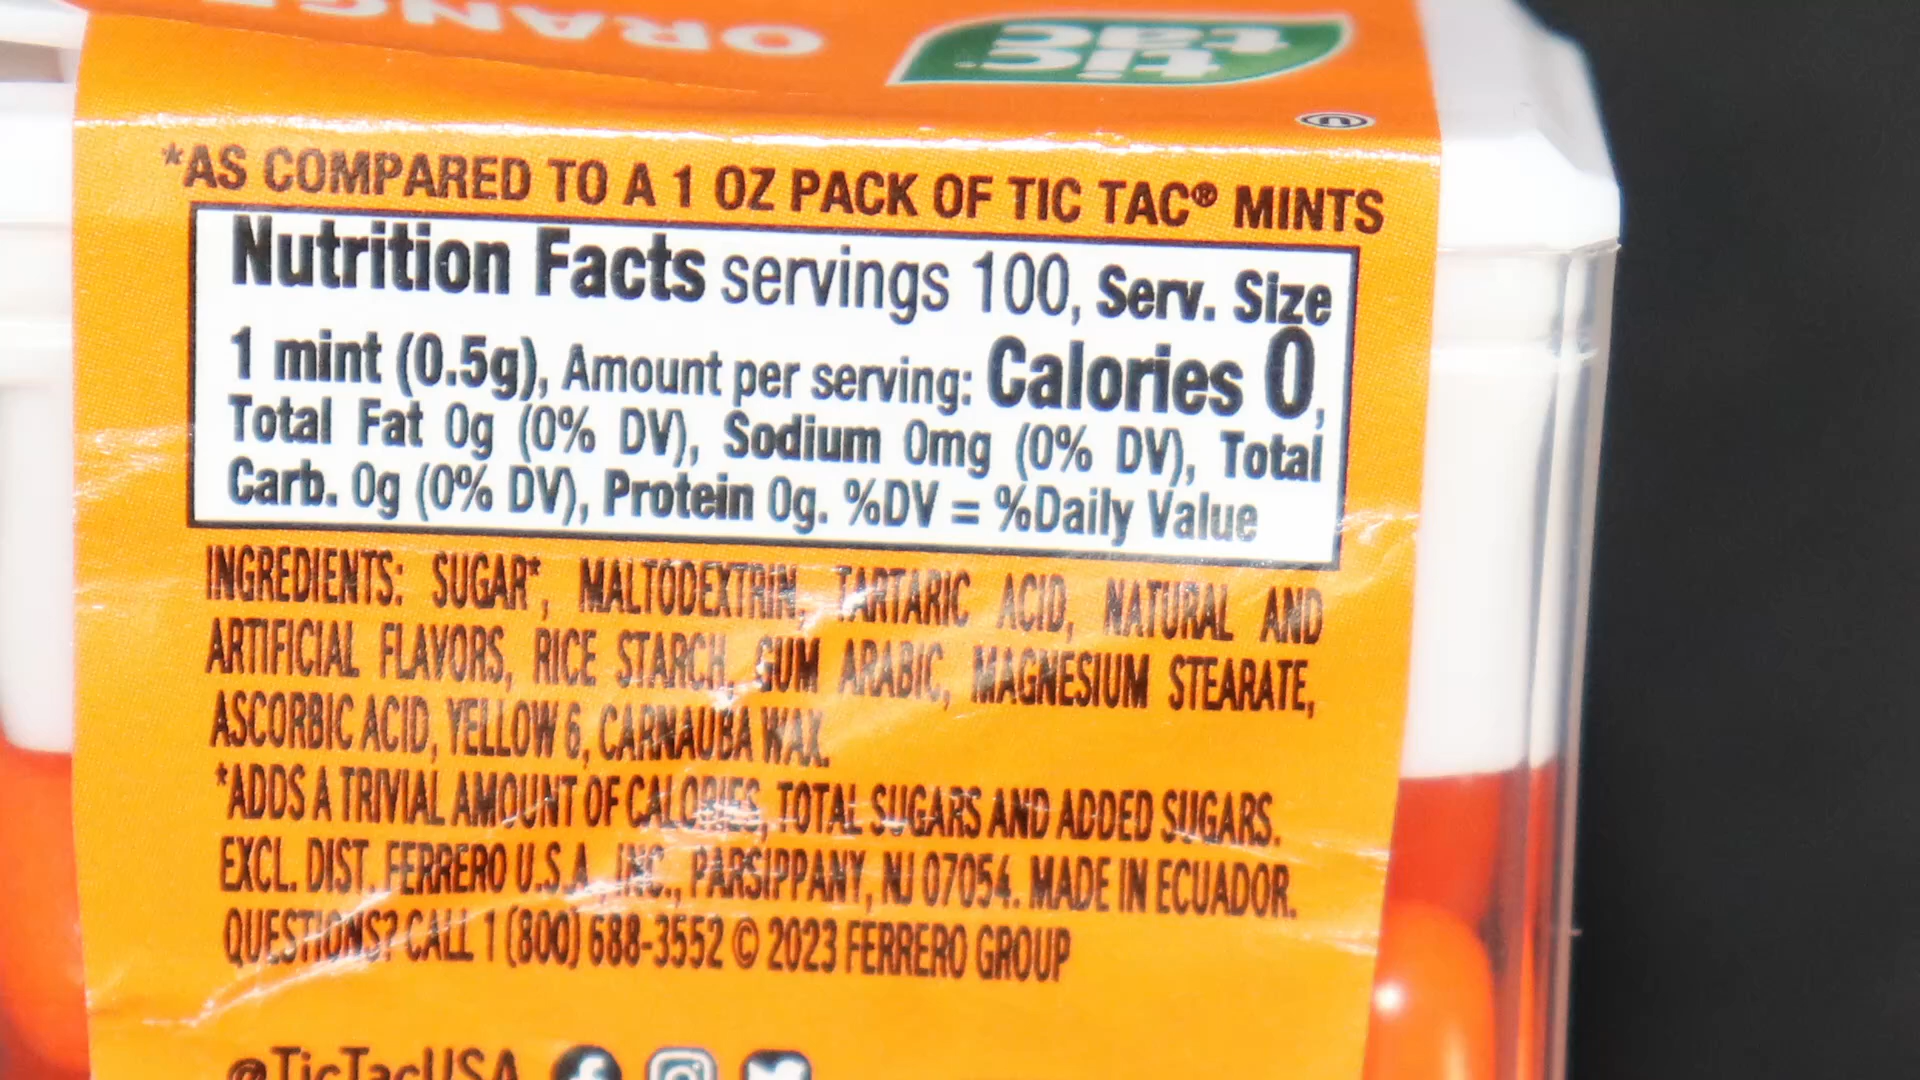 ORANGE
tic tac
U
*AS COMPARED TO A 1 OZ PACK OF TIC TAC® MINTS
Nutrition Facts servings 100, Serv. Size
1 mint (0.5g), Amount per serving: Calories 0,
Total Fat 0g (0% DV), Sodium 0mg (0% DV), Total
Carb. 0g (0% DV), Protein 0g. %DV = %Daily Value
INGREDIENTS: SUGAR*, MALTODEXTRIN, TARTARIC ACID, NATURAL AND
ARTIFICIAL FLAVORS, RICE STARCH, GUM ARABIC, MAGNESIUM STEARATE,
ASCORBIC ACID, YELLOW 6, CARNAUBA WAX.
*ADDS A TRIVIAL AMOUNT OF CALORIES, TOTAL SUGARS AND ADDED SUGARS.
EXCL. DIST. FERRERO U.S.A., INC., PARSIPPANY, NJ 07054. MADE IN ECUADOR.
QUESTIONS? CALL 1 (800) 688-3552 © 2023 FERRERO GROUP
@TicTacUSA